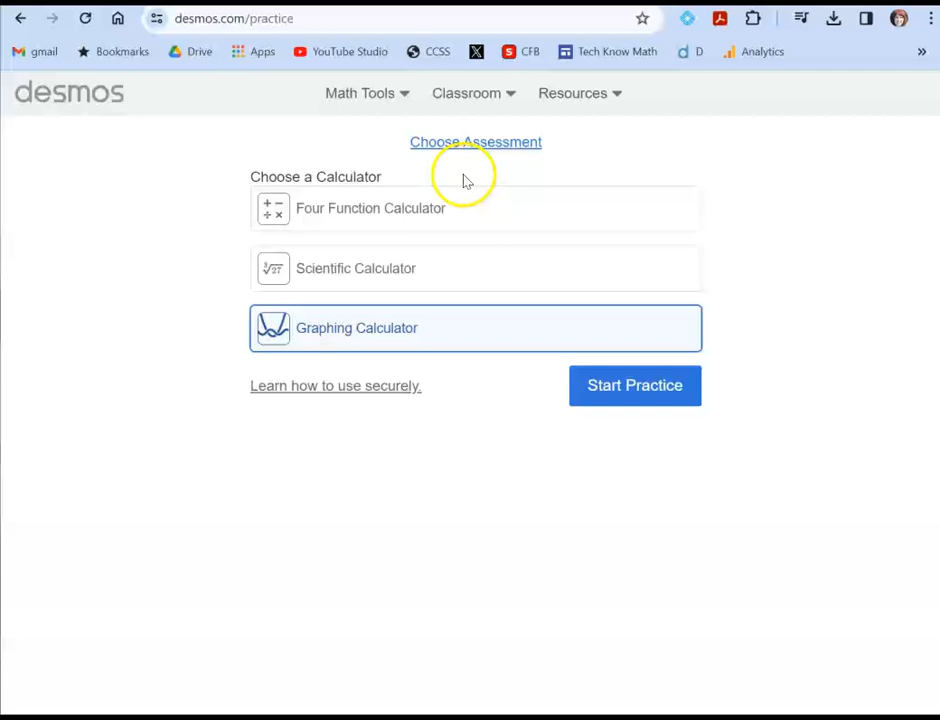 desmos.com/practice
gmail Bookmarks Drive Apps YouTube Studio CCSS CFB Tech Know Math D Analytics »
desmos Math Tools Classroom Resources
Choose Assessment
Choose a Calculator
+ − ÷ × Four Function Calculator
∛27 Scientific Calculator
Graphing Calculator
Learn how to use securely. Start Practice